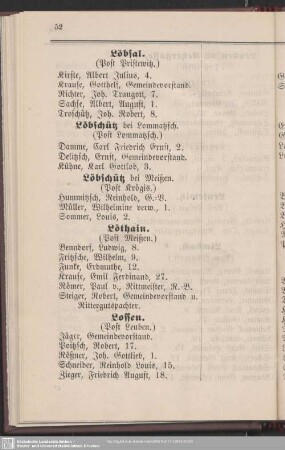 52
Löbsal.
(Post Pristewitz.)
Kirste, Albert Julius, 4.
Krause, Gotthelf, Gemeindevorstand.
Richter, Joh. Traugott, 7.
Sachse, Albert, August, 1.
Troschütz, Joh. Robert, 8.
Löbschütz bei Lommatzsch.
(Post Lommatzsch.)
Damme, Carl Friedrich Ernst, 2.
Delitzsch, Ernst, Gemeindevorstand.
Kühne, Karl Gottlob, 3.
Löbschütz bei Meißen.
(Post Krögis.)
Hummitzsch, Reinhold, G.-V.
Müller, Wilhelmine verw., 1.
Sommer, Louis, 2.
Löthain.
(Post Meißen.)
Benndorf, Ludwig, 8.
Fritzsche, Wilhelm, 9.
Funke, Erdmuthe, 12.
Krause, Emil Ferdinand, 27.
Römer, Paul v., Rittmeister, R.-B.
Steiger, Robert, Gemeindevorstand u.
Rittergutspachter.
Lossen.
(Post Leuben.)
Jäger, Gemeindevorstand.
Poitzsch, Robert, 17.
Rößner, Joh. Gottlieb, 1.
Schneider, Reinhold Louis, 15.
Zieger, Friedrich August, 18.